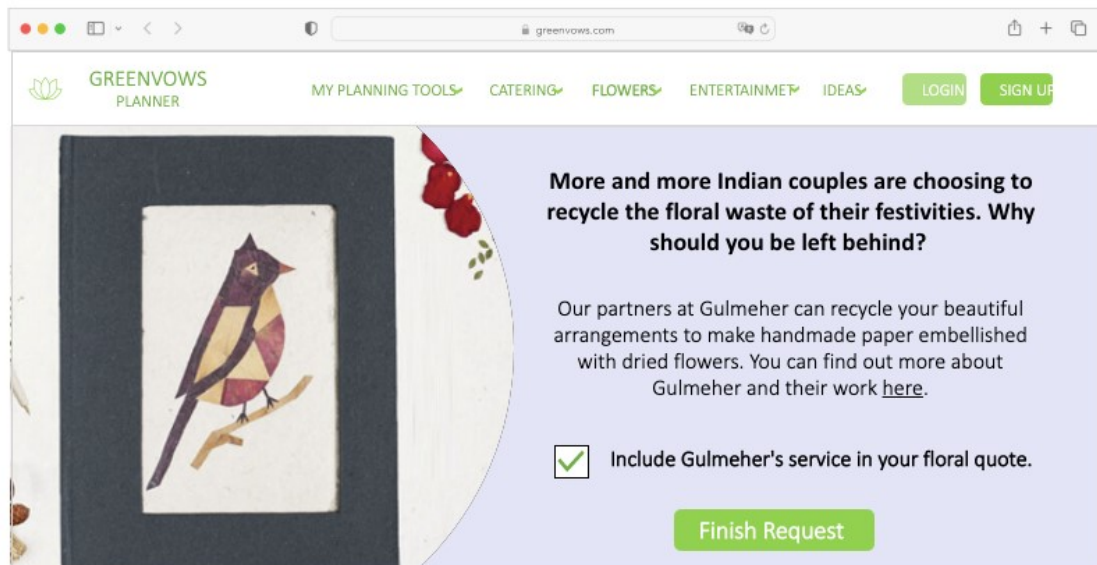 greenvows.com
GREENVOWS
PLANNER
MY PLANNING TOOLS
CATERING
FLOWERS
ENTERTAINMET
IDEAS
LOGIN
SIGN UP
More and more Indian couples are choosing to
recycle the floral waste of their festivities. Why
should you be left behind?
Our partners at Gulmeher can recycle your beautiful
arrangements to make handmade paper embellished
with dried flowers. You can find out more about
Gulmeher and their work here.
Include Gulmeher's service in your floral quote.
Finish Request